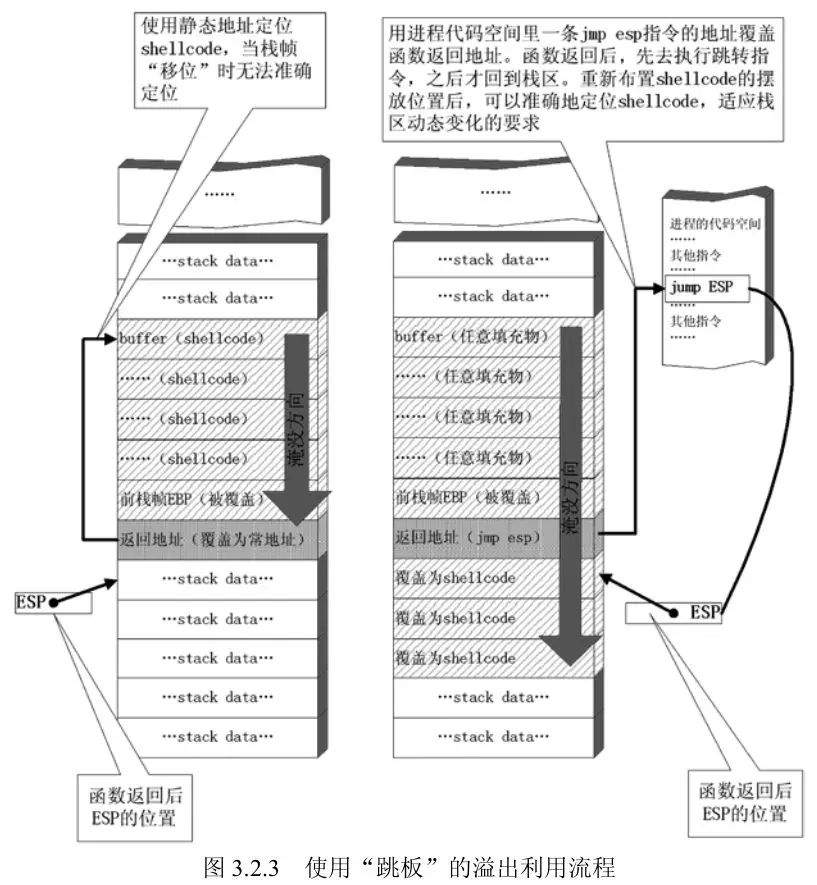 使用静态地址定位
shellcode，当栈帧
“移位”时无法准确
定位
用进程代码空间里一条jmp esp指令的地址覆盖
函数返回地址。函数返回后，先去执行跳转指
令，之后才回到栈区。重新布置shellcode的摆
放位置后，可以准确地定位shellcode，适应栈
区动态变化的要求
……
…stack data…
…stack data…
buffer（shellcode）
……（shellcode）
……（shellcode）
……（shellcode）
前栈帧EBP（被覆盖）
返回地址（覆盖为常地址）
…stack data…
…stack data…
…stack data…
…stack data…
…stack data…
淹没方向
ESP
函数返回后
ESP的位置
……
…stack data…
…stack data…
buffer（任意填充物）
……（任意填充物）
……（任意填充物）
……（任意填充物）
前栈帧EBP（被覆盖）
返回地址（jmp esp）
覆盖为shellcode
覆盖为shellcode
覆盖为shellcode
…stack data…
…stack data…
淹没方向
进程的代码空间
……
其他指令
……
jump ESP
……
其他指令
……
ESP
函数返回后
ESP的位置
图 3.2.3 使用“跳板”的溢出利用流程